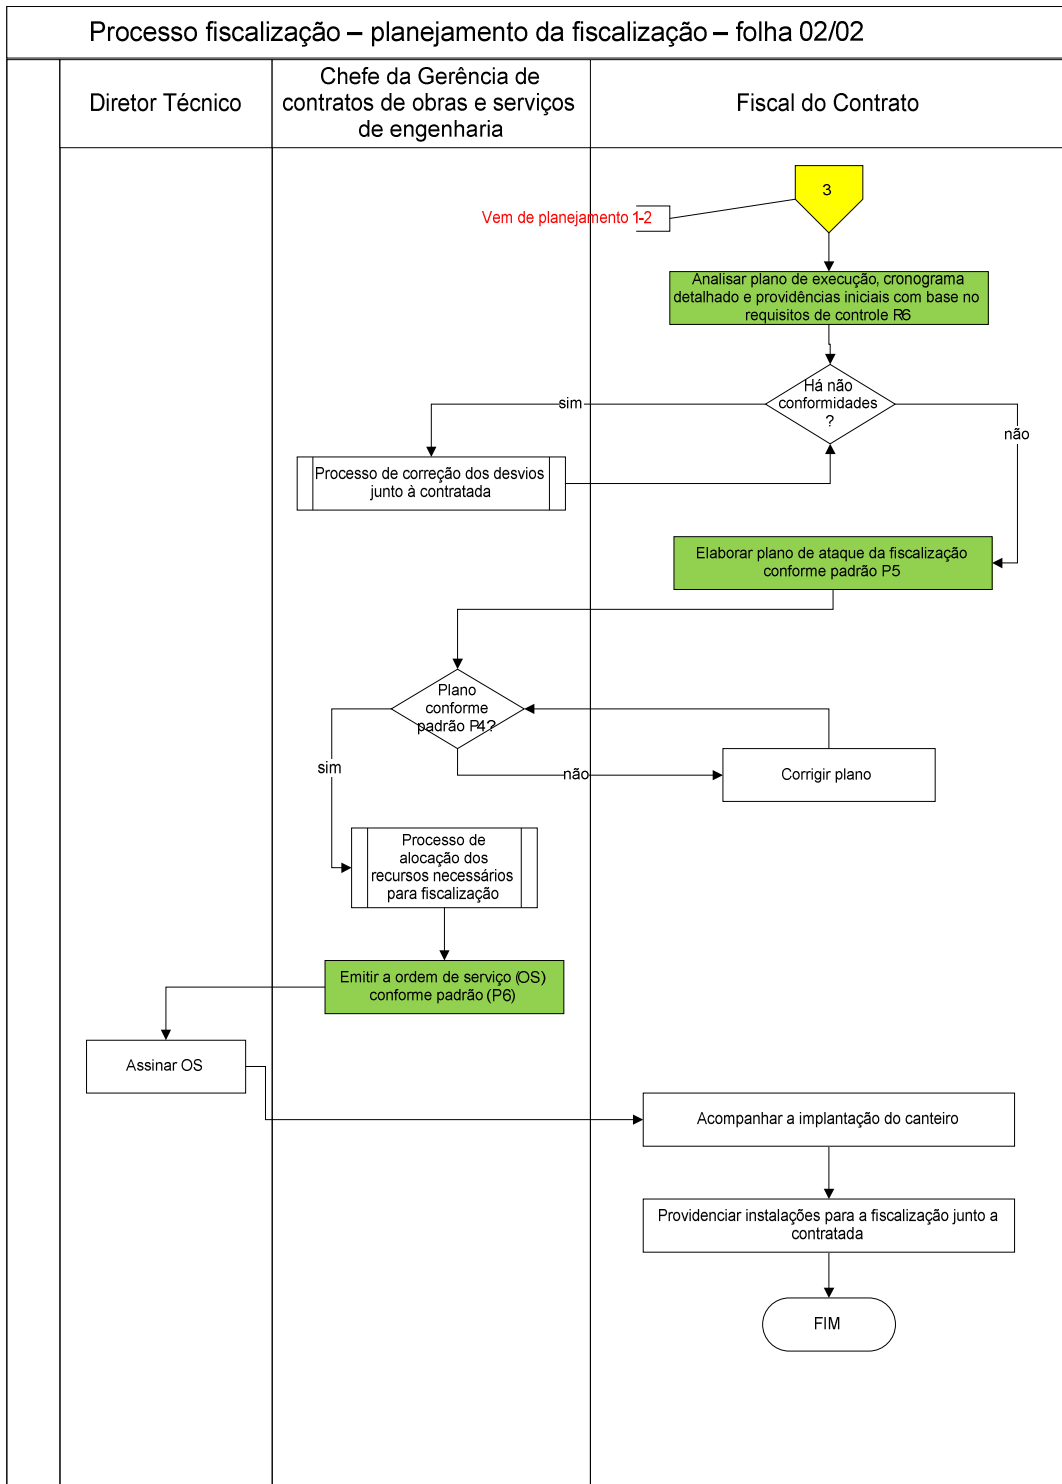 Processo fiscalização – planejamento da fiscalização – folha 02/02
Diretor Técnico
Chefe da Gerência de
contratos de obras e serviços
de engenharia
Fiscal do Contrato
3
Vem de planejamento 1-2
Analisar plano de execução, cronograma
detalhado e providências iniciais com base no
requisitos de controle R6
Há não
conformidades
?
sim
não
Processo de correção dos desvios
junto à contratada
Elaborar plano de ataque da fiscalização
conforme padrão P5
Plano
conforme
padrão P4?
sim
não
Corrigir plano
Processo de
alocação dos
recursos necessários
para fiscalização
Emitir a ordem de serviço (OS)
conforme padrão (P6)
Assinar OS
Acompanhar a implantação do canteiro
Providenciar instalações para a fiscalização junto a
contratada
FIM